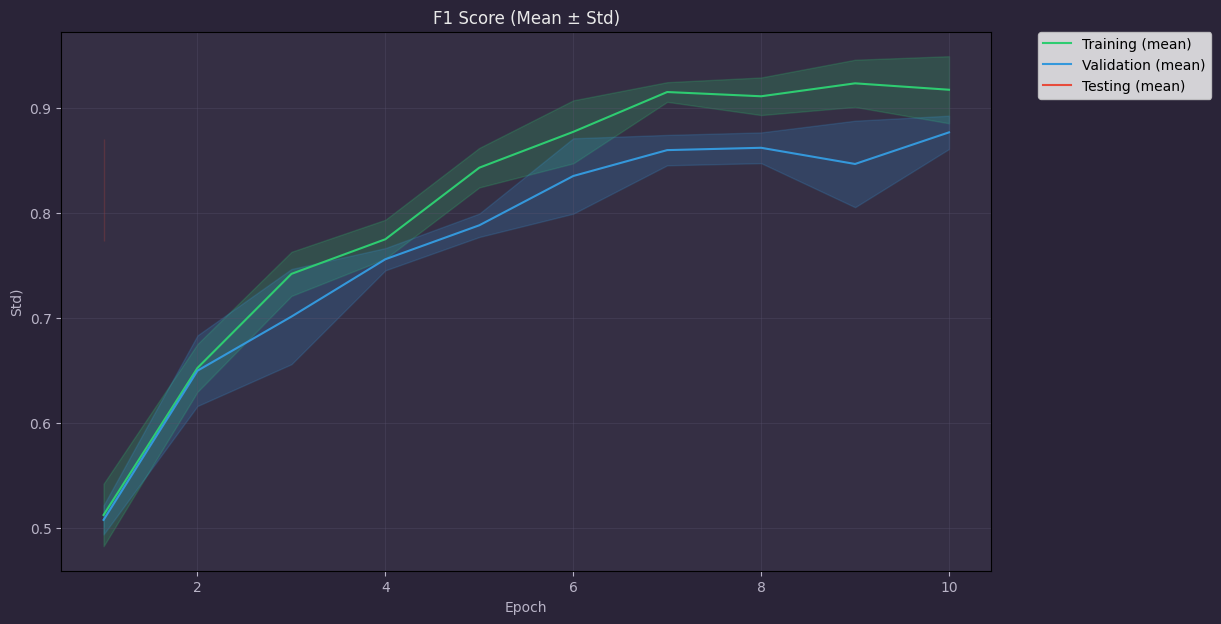 F1 Score (Mean ± Std)
Training (mean)
Validation (mean)
Testing (mean)
Std)
0.9
0.8
0.7
0.6
0.5
2 4 6 8 10
Epoch